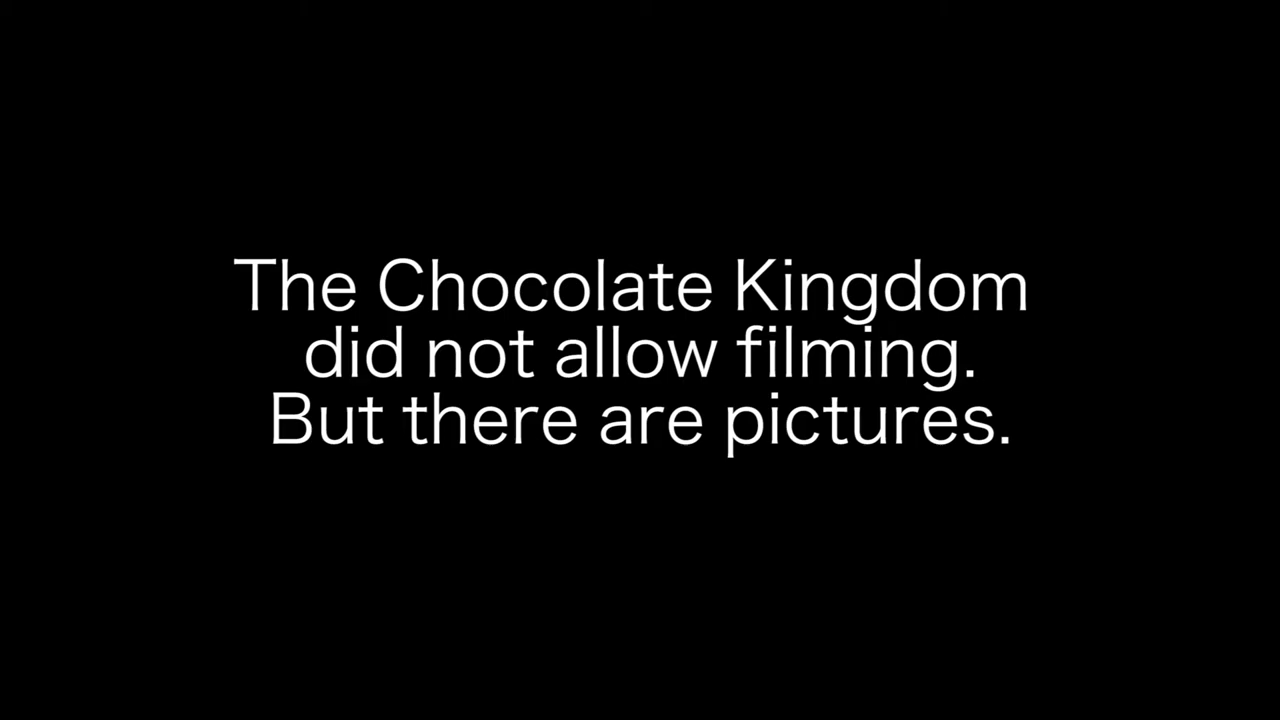 The Chocolate Kingdom
did not allow filming.
But there are pictures.